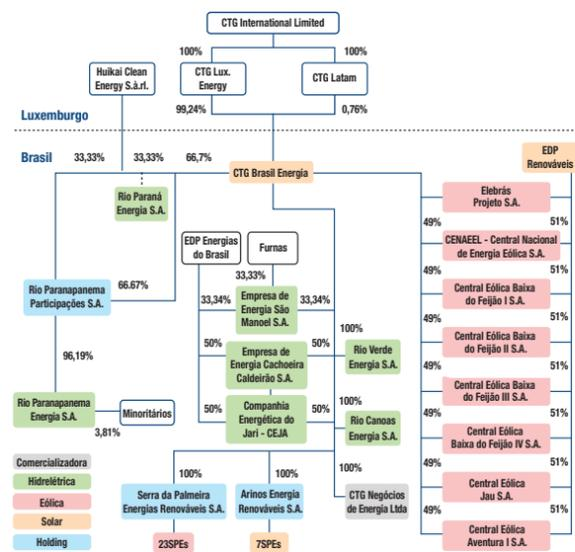 CTG International Limited
100%
100%
Huikai Clean
Energy S.à.rl.
CTG Lux.
Energy
CTG Latam
99,24%
0,76%
Luxemburgo
Brasil
33,33%
33,33%
66,7%
CTG Brasil Energia
EDP
Renováveis
Rio Paraná
Energia S.A.
Elebrás
Projeto S.A.
49%
51%
EDP Energias
do Brasil
Furnas
CENAEEL - Central Nacional
de Energia Eólica S.A.
33,33%
49%
51%
Rio Paranapanema
Participações S.A.
66.67%
33,34%
Empresa de
Energia São
Manoel S.A.
33,34%
Central Eólica Baixa
do Feijão I S.A.
49%
51%
100%
Central Eólica Baixa
do Feijão II S.A.
96,19%
50%
Empresa de
Energia Cachoeira
Caldeirão S.A.
50%
Rio Verde
Energia S.A.
49%
51%
Central Eólica Baixa
do Feijão III S.A.
100%
Rio Paranapanema
Energia S.A.
Minoritários
50%
Companhia
Energética do
Jari - CEJA
50%
Rio Canoas
Energia S.A.
49%
51%
3,81%
Central Eólica
Baixa do Feijão IV S.A.
Comercializadora
100%
100%
100%
49%
51%
Hidrelétrica
Eólica
Solar
Holding
Serra da Palmeira
Energias Renováveis S.A.
Arinos Energia
Renováveis S.A.
CTG Negócios
de Energia Ltda
Central Eólica
Jau S.A.
49%
51%
23SPEs
7SPEs
Central Eólica
Aventura I S.A.